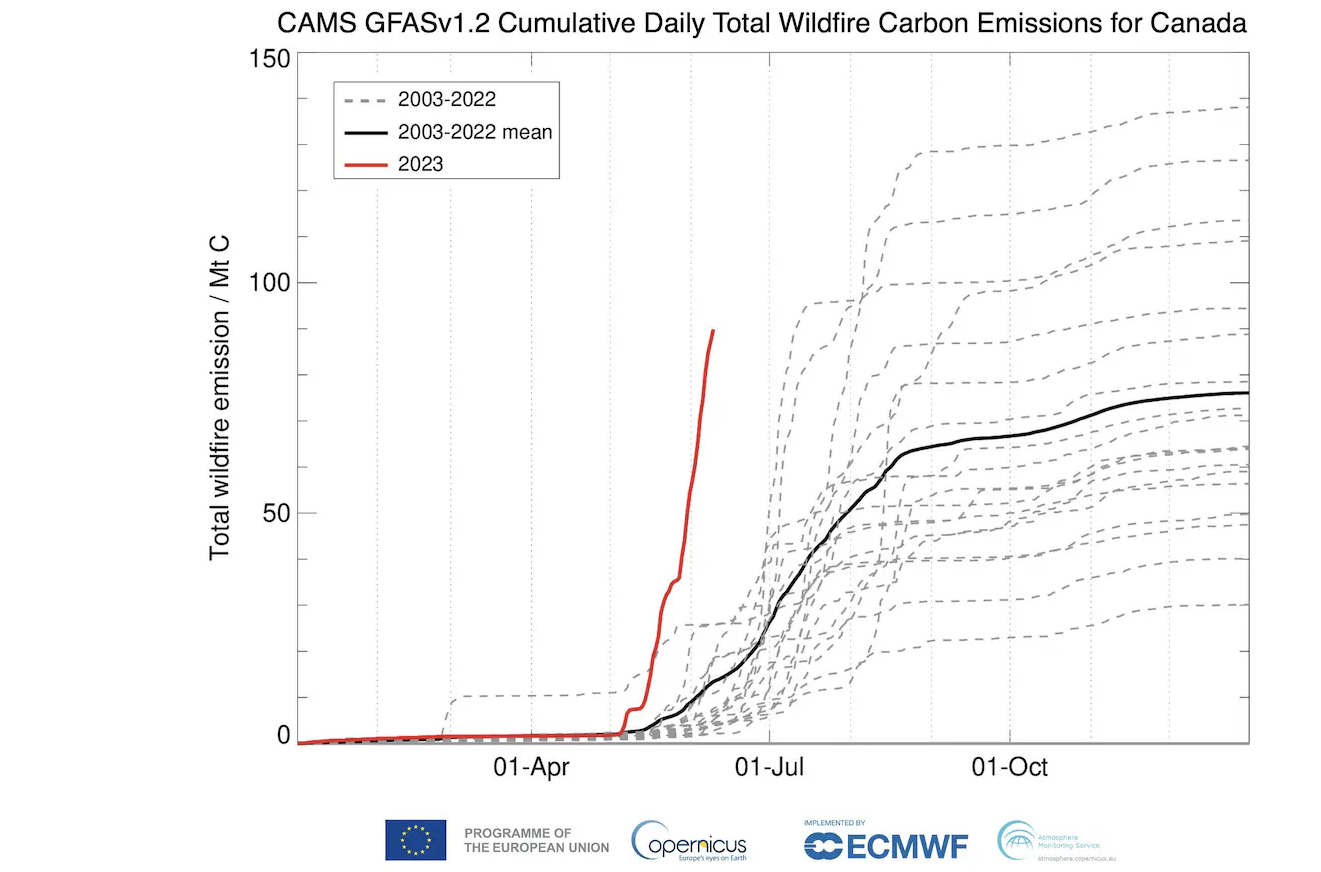 CAMS GFASv1.2 Cumulative Daily Total Wildfire Carbon Emissions for Canada
150
2003-2022
2003-2022 mean
2023
Total wildfire emission / Mt C
100
50
0
01-Apr
01-Jul
01-Oct
PROGRAMME OF
THE EUROPEAN UNION
opernicus
Europe's eyes on Earth
IMPLEMENTED BY
ECMWF
Atmosphere
Monitoring Service
atmosphere.copernicus.eu